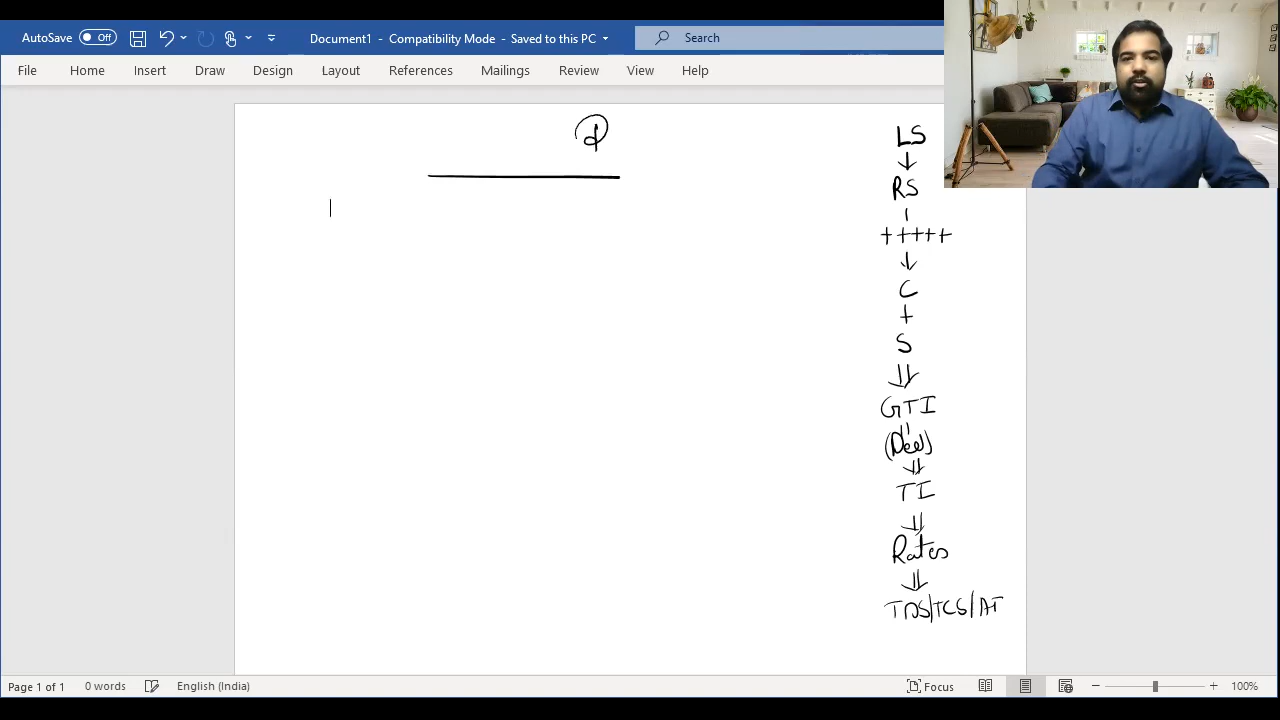 AutoSave Off Document1 - Compatibility Mode - Saved to this PC Search
File Home Insert Draw Design Layout References Mailings Review View Help
LS
RS
+++++
C
+
S
GTI
(Ded)
TI
Rates
TDS/TCS/AT
Page 1 of 1 0 words English (India) Focus 100%